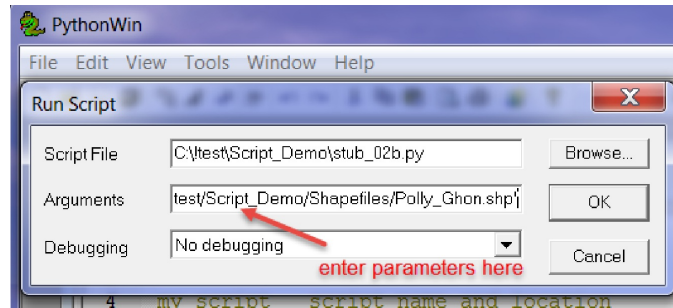 PythonWin
File Edit View Tools Window Help
Run Script
X
Script File C:\!test\Script_Demo\stub_02b.py Browse...
Arguments test/Script_Demo/Shapefiles/Polly_Ghon.shp' OK
Debugging No debugging Cancel
enter parameters here
4 my script script name and location